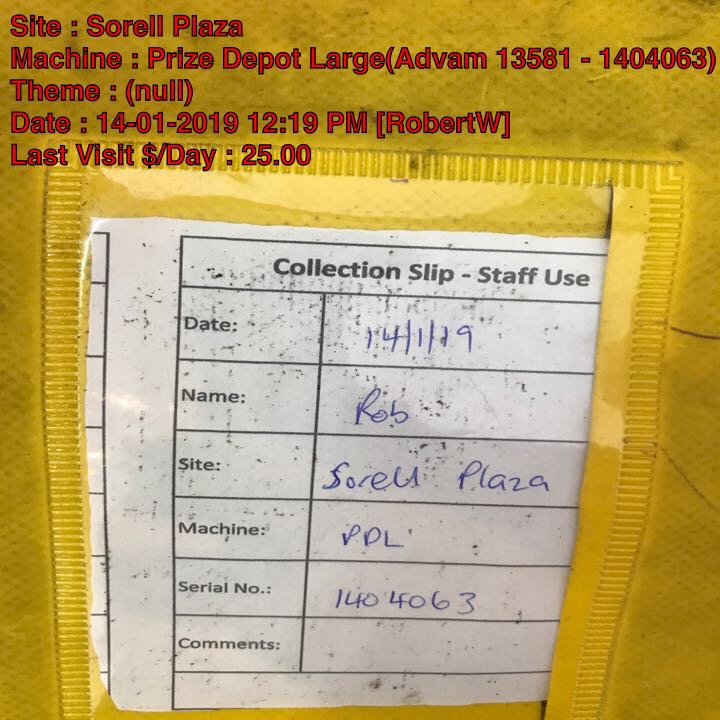 Site : Sorell Plaza
Machine : Prize Depot Large(Advam 13581 - 1404063)
Theme : (null)
Date : 14-01-2019 12:19 PM [RobertW]
Last Visit $/Day : 25.00
Collection Slip - Staff Use
Date: 14/1/19
Name: Rob
Site: Sorell Plaza
Machine: PDL
Serial No.: 1404063
Comments: